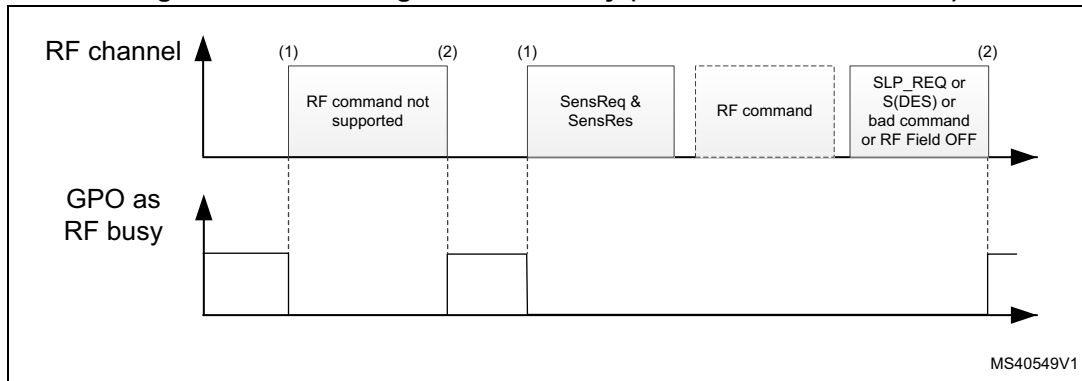 RF channel
(1)
(2)
(1)
(2)
RF command not
supported
SensReq &
SensRes
RF command
SLP_REQ or
S(DES) or
bad command
or RF Field OFF
GPO as
RF busy
MS40549V1